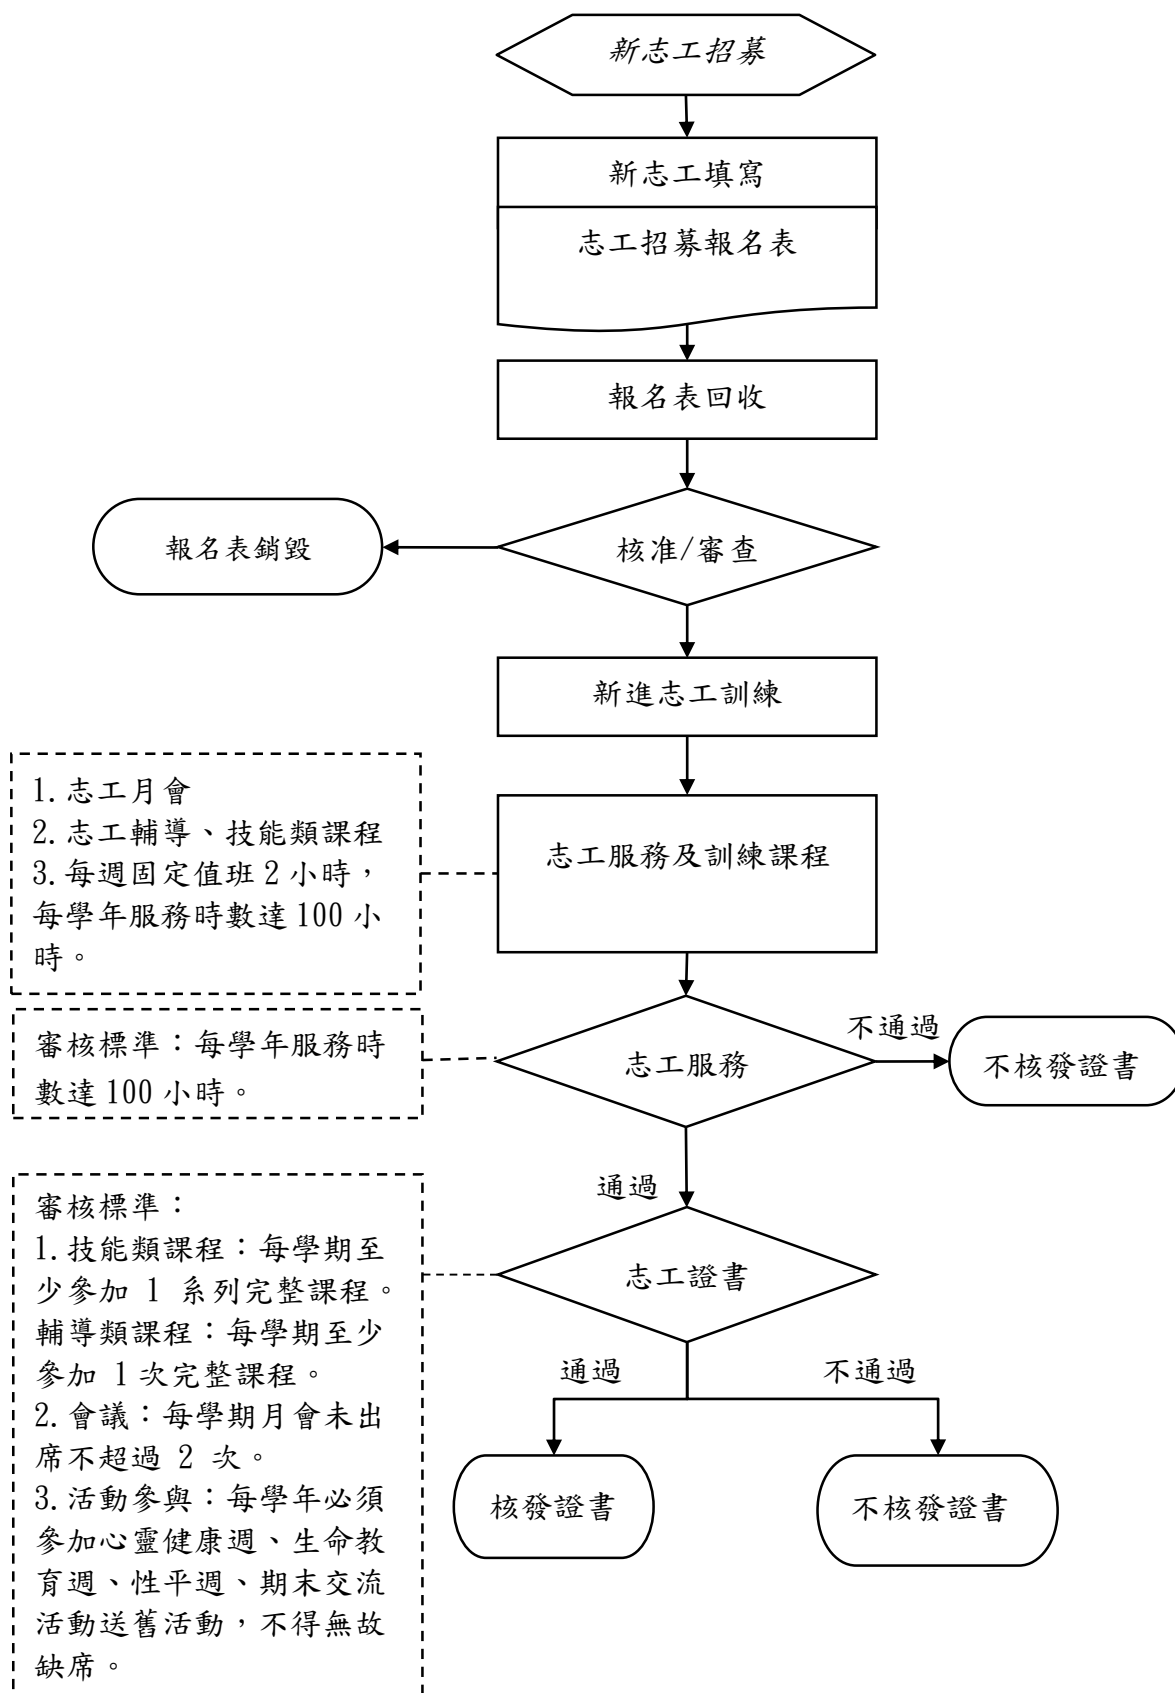 新志工招募
新志工填寫
志工招募報名表
報名表回收
報名表銷毀
核准/審查
新進志工訓練
1.志工月會
2.志工輔導、技能類課程
3.每週固定值班 2 小時，
每學年服務時數達 100 小
時。
志工服務及訓練課程
審核標準：每學年服務時
數達 100 小時。
志工服務
不通過
不核發證書
通過
審核標準：
1.技能類課程：每學期至
少參加 1 系列完整課程。
輔導類課程：每學期至少
參加 1 次完整課程。
2.會議：每學期月會未出
席不超過 2 次。
3.活動參與：每學年必須
參加心靈健康週、生命教
育週、性平週、期末交流
活動送舊活動，不得無故
缺席。
志工證書
通過
不通過
核發證書
不核發證書